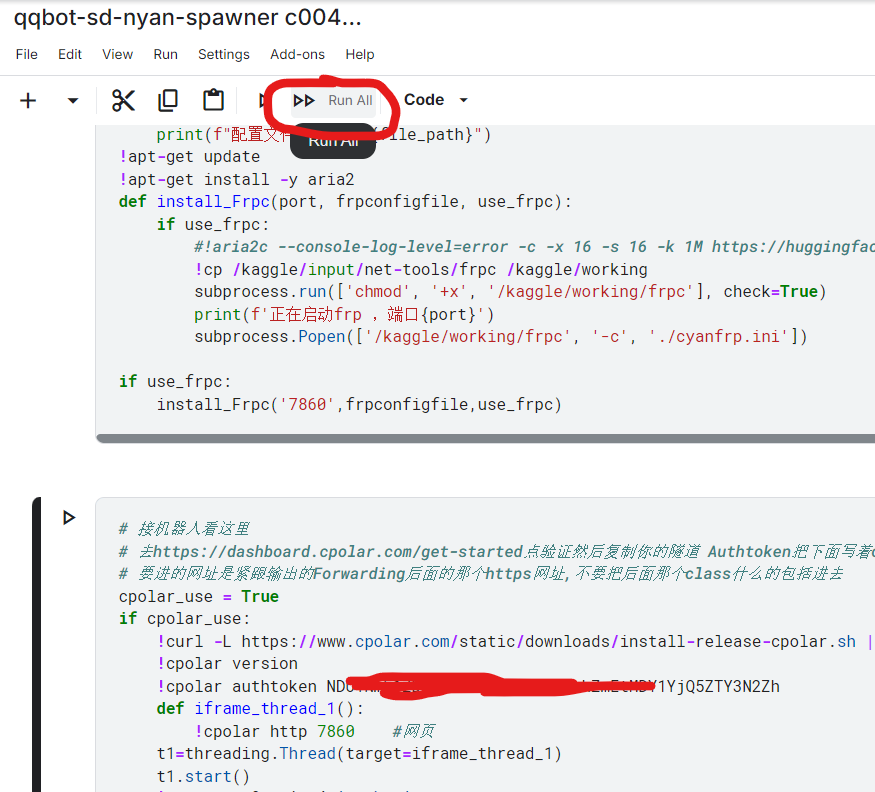 qqbot-sd-nyan-spawner c004...
File Edit View Run Settings Add-ons Help
Run All Code
print(f"配置文件 file_path}")
Run All
!apt-get update
!apt-get install -y aria2
def install_Frpc(port, frpconfigfile, use_frpc):
if use_frpc:
#!aria2c --console-log-level=error -c -x 16 -s 16 -k 1M https://huggingfac
!cp /kaggle/input/net-tools/frpc /kaggle/working
subprocess.run(['chmod', '+x', '/kaggle/working/frpc'], check=True)
print(f'正在启动frp ，端口{port}')
subprocess.Popen(['/kaggle/working/frpc', '-c', './cyanfrp.ini'])
if use_frpc:
install_Frpc('7860',frpconfigfile,use_frpc)
# 接机器人看这里
# 去https://dashboard.cpolar.com/get-started点验证然后复制你的隧道 Authtoken把下面写着
# 要进的网址是紧跟输出的Forwarding后面的那个https网址,不要把后面那个class什么的包括进去
cpolar_use = True
if cpolar_use:
!curl -L https://www.cpolar.com/static/downloads/install-release-cpolar.sh |
!cpolar version
!cpolar authtoken 1YjQ5ZTY3N2Zh
def iframe_thread_1():
!cpolar http 7860 #网页
t1=threading.Thread(target=iframe_thread_1)
t1.start()